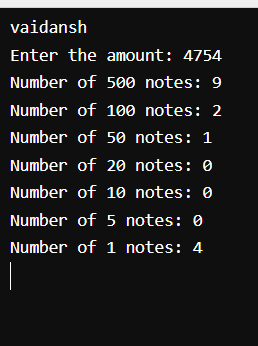 vaidansh
Enter the amount: 4754
Number of 500 notes: 9
Number of 100 notes: 2
Number of 50 notes: 1
Number of 20 notes: 0
Number of 10 notes: 0
Number of 5 notes: 0
Number of 1 notes: 4